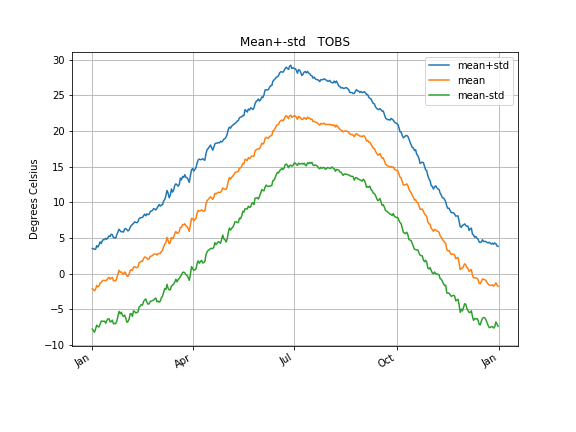 Mean+-std   TOBS
mean+std
mean
mean-std
Degrees Celsius
30
25
20
15
10
5
0
−5
−10
Jan
Apr
Jul
Oct
Jan